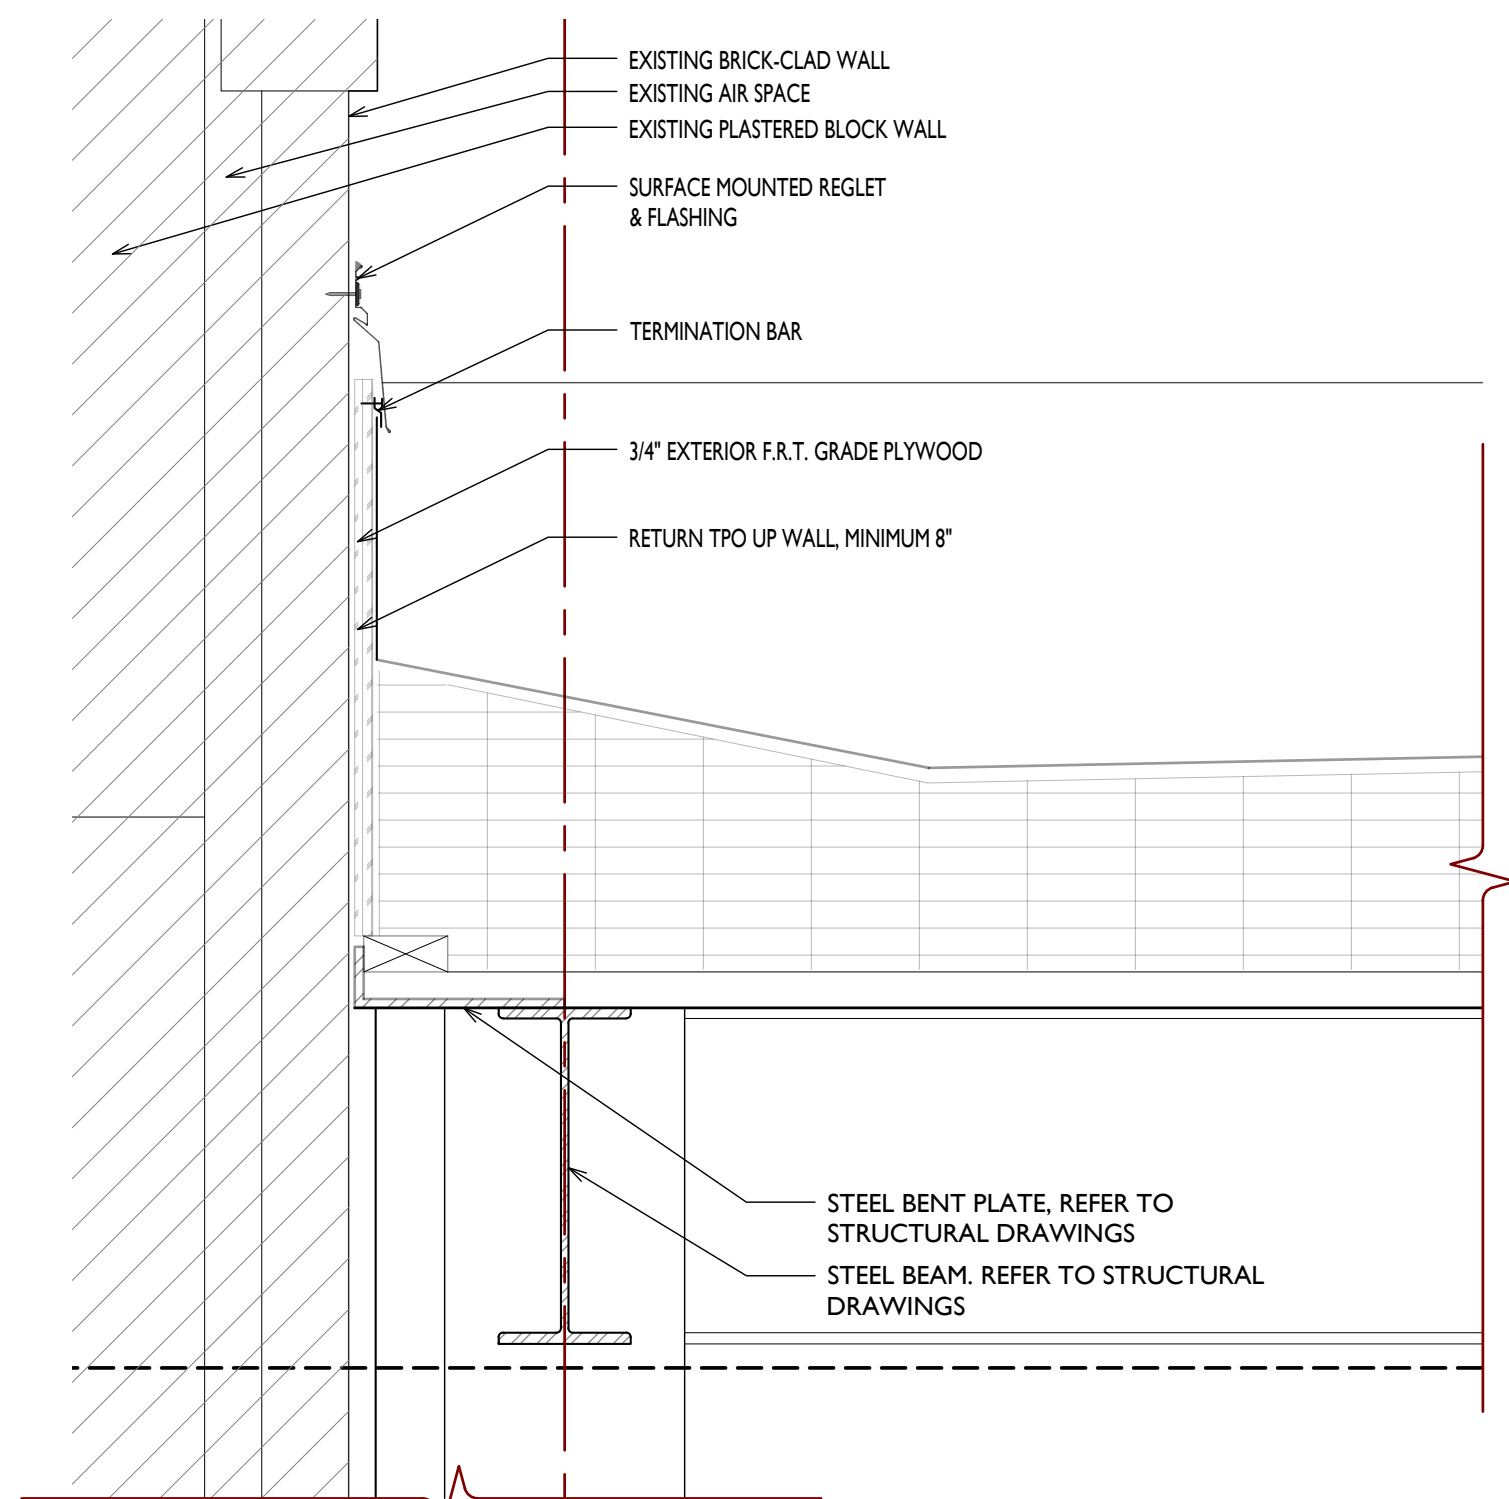 EXISTING BRICK-CLAD WALL
EXISTING AIR SPACE
EXISTING PLASTERED BLOCK WALL
SURFACE MOUNTED REGLET
& FLASHING
TERMINATION BAR
3/4" EXTERIOR F.R.T. GRADE PLYWOOD
RETURN TPO UP WALL, MINIMUM 8"
STEEL BENT PLATE, REFER TO
STRUCTURAL DRAWINGS
STEEL BEAM. REFER TO STRUCTURAL
DRAWINGS